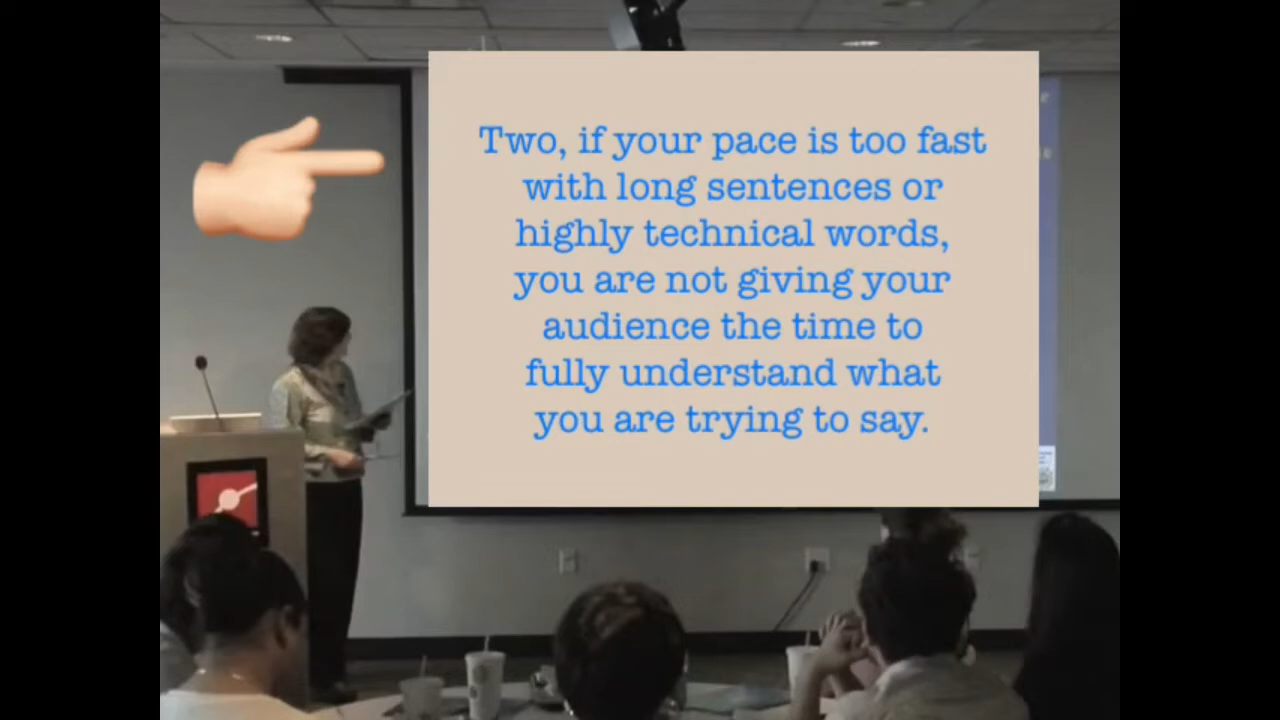 Two, if your pace is too fast
with long sentences or
highly technical words,
you are not giving your
audience the time to
fully understand what
you are trying to say.